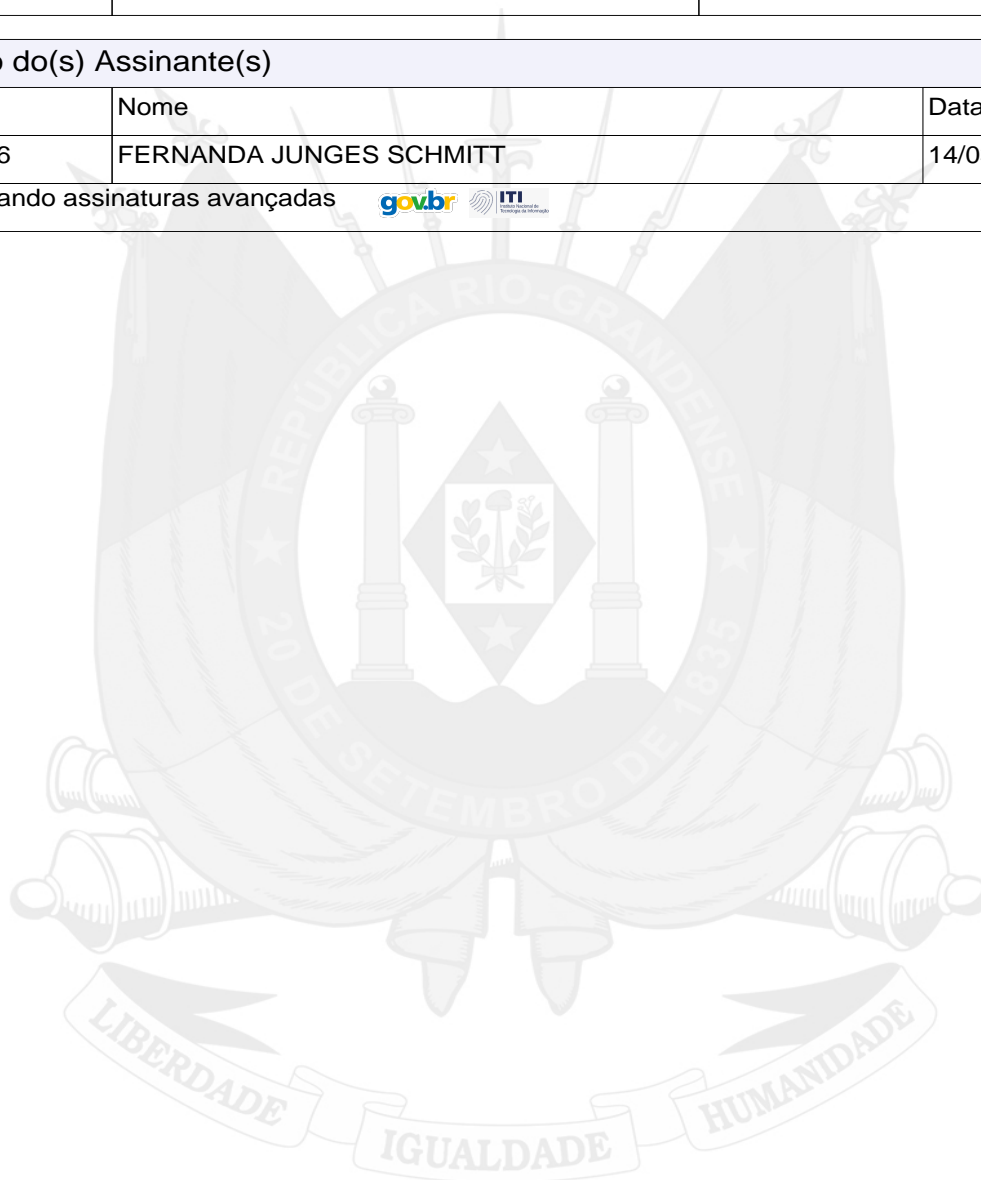 o do(s) Assinante(s)
Nome Data
6 FERNANDA JUNGES SCHMITT 14/0
ando assinaturas avançadas gov.br ITI
REPÚBLICA RIO-GRANDENSE
20 DE SETEMBRO DE 1835
LIBERDADE IGUALDADE HUMANIDADE